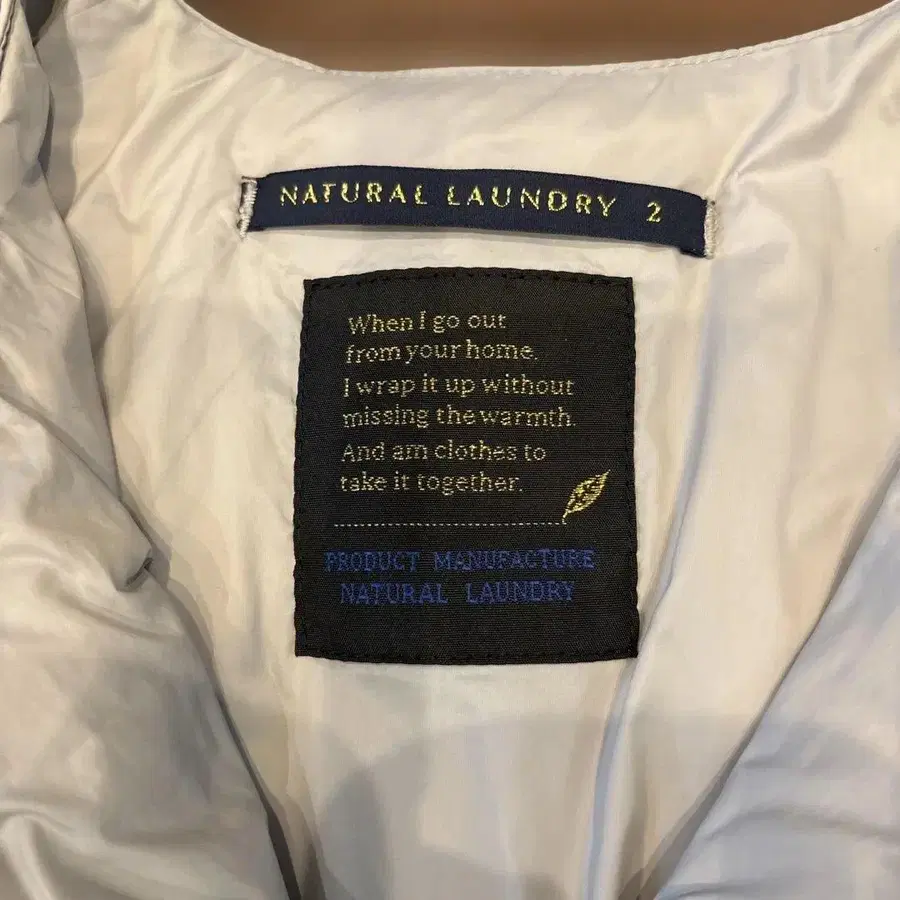 NATURAL LAUNDRY 2
When I go out
from your home.
I wrap it up without
missing the warmth.
And am clothes to
take it together.
PRODUCT MANUFACTURE
NATURAL LAUNDRY